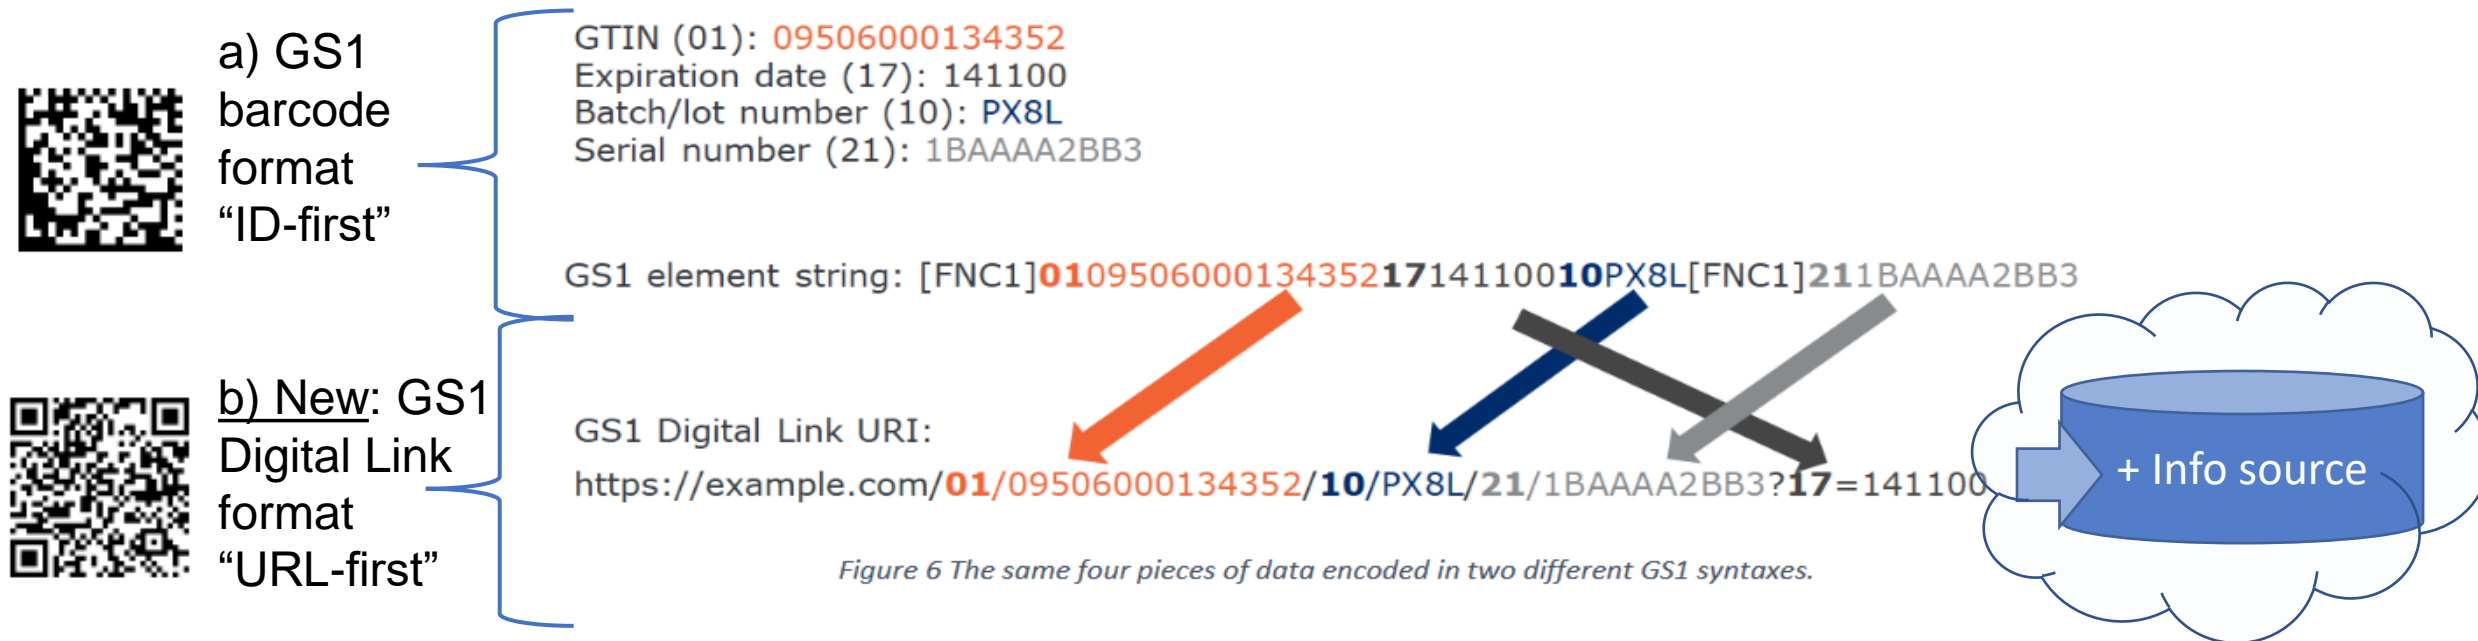 a) GS1
barcode
format
“ID-first”
GTIN (01): 09506000134352
Expiration date (17): 141100
Batch/lot number (10): PX8L
Serial number (21): 1BAAAA2BB3
GS1 element string: [FNC1]01095060001343521714110010PX8L[FNC1]211BAAAA2BB3
b) New: GS1
Digital Link
format
“URL-first”
GS1 Digital Link URI:
https://example.com/01/09506000134352/10/PX8L/21/1BAAAA2BB3?17=141100
+ Info source
Figure 6 The same four pieces of data encoded in two different GS1 syntaxes.